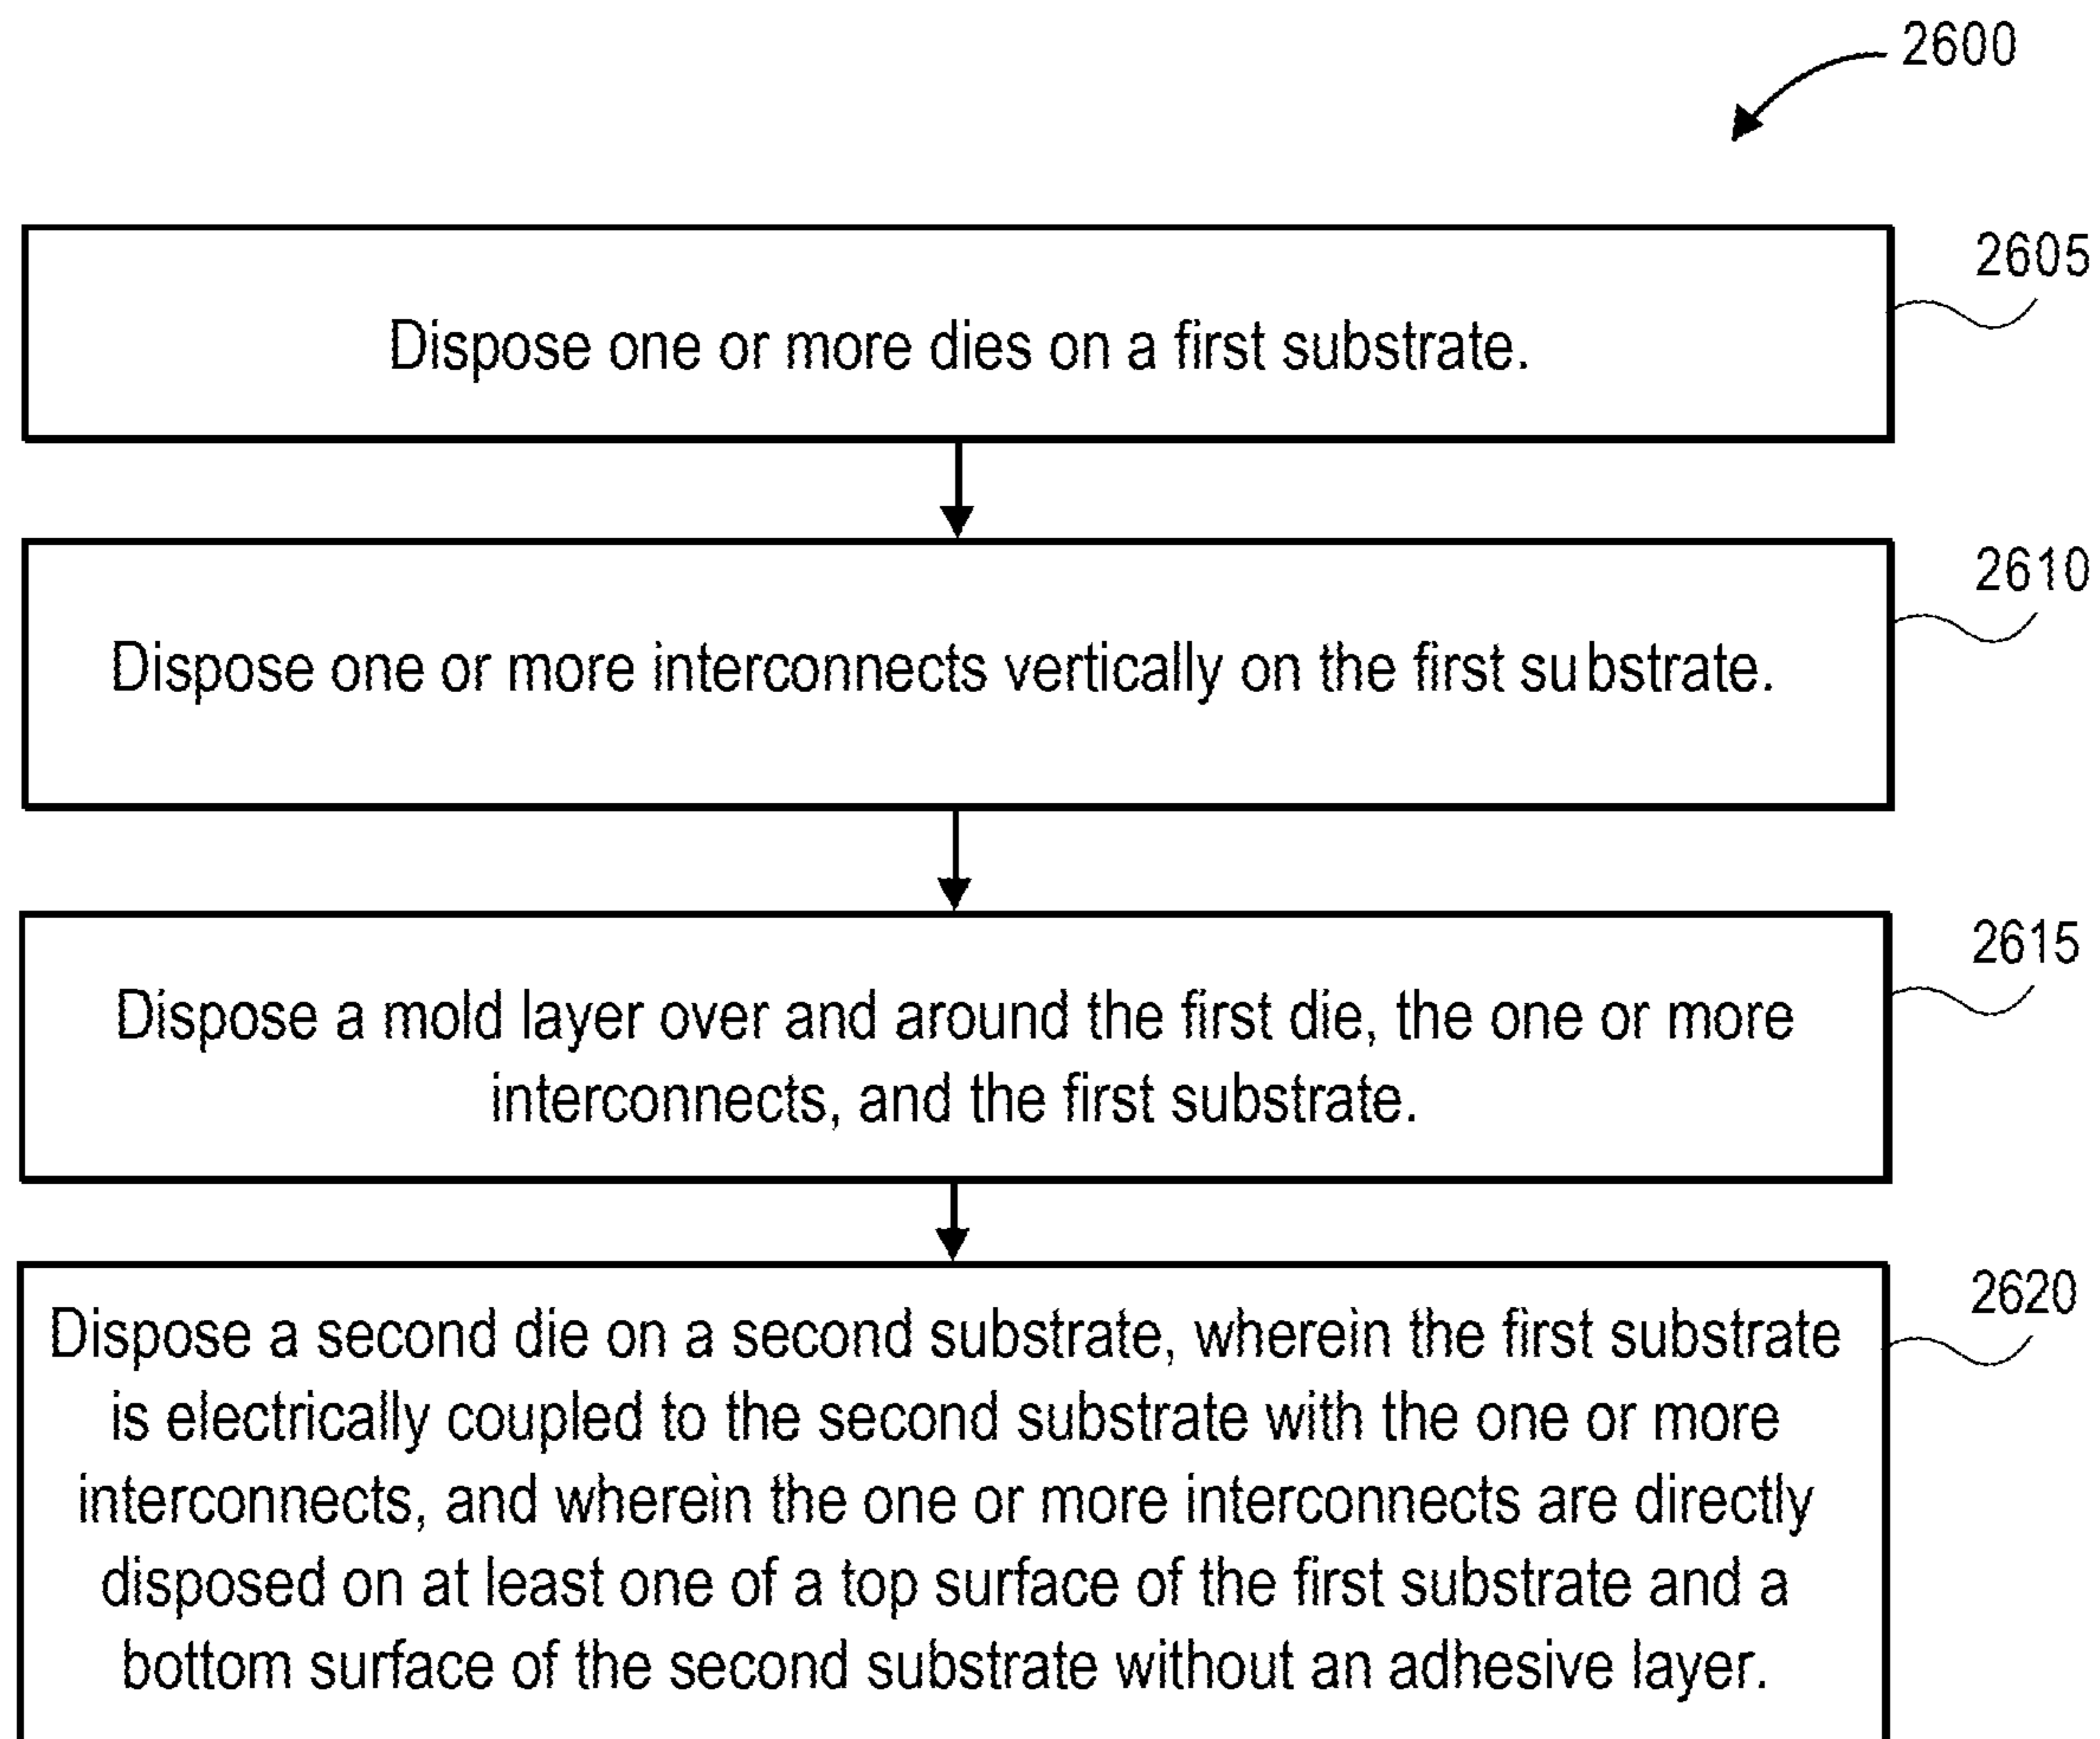 2600
2605
Dispose one or more dies on a first substrate.
2610
Dispose one or more interconnects vertically on the first substrate.
2615
Dispose a mold layer over and around the first die, the one or more
interconnects, and the first substrate.
2620
Dispose a second die on a second substrate, wherein the first substrate
is electrically coupled to the second substrate with the one or more
interconnects, and wherein the one or more interconnects are directly
disposed on at least one of a top surface of the first substrate and a
bottom surface of the second substrate without an adhesive layer.